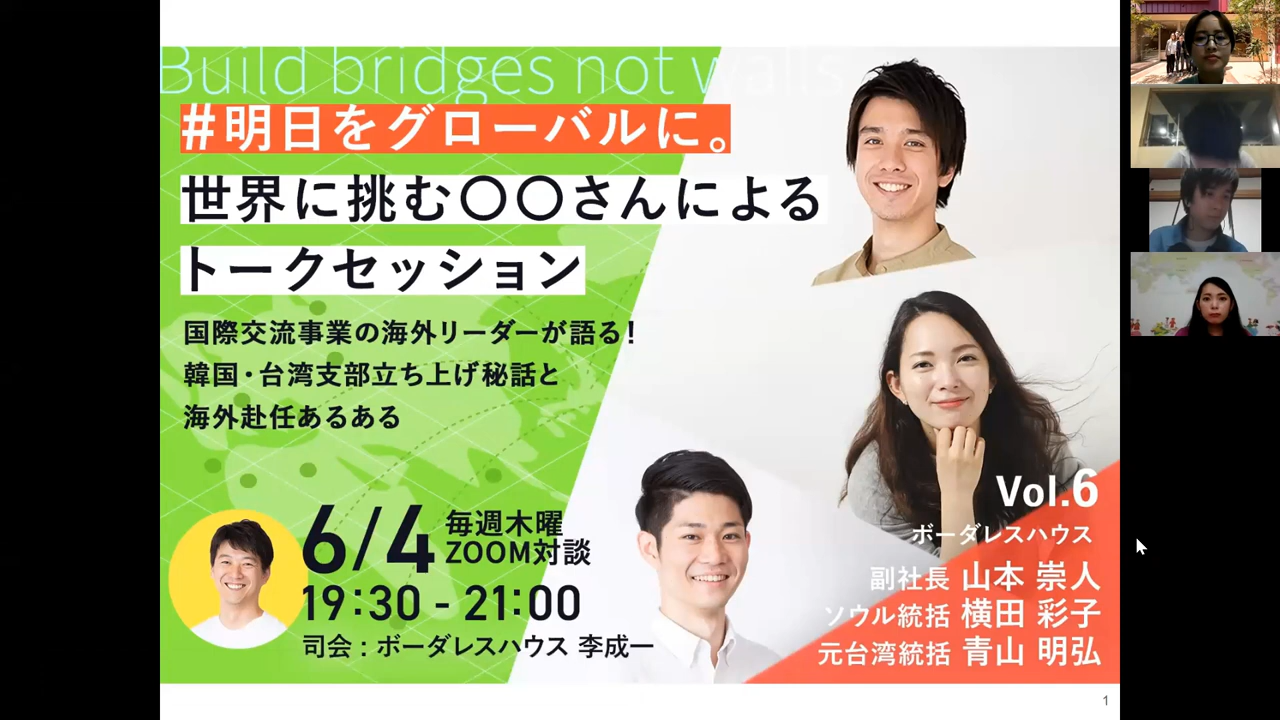 Build bridges not walls
#明日をグローバルに。
世界に挑む〇〇さんによる
トークセッション
国際交流事業の海外リーダーが語る!
韓国・台湾支部立ち上げ秘話と
海外赴任あるある
6/4 毎週木曜
ZOOM対談
19:30 - 21:00
司会 : ボーダレスハウス 李成一
Vol.6
ボーダレスハウス
副社長 山本 崇人
ソウル統括 横田 彩子
元台湾統括 青山 明弘
1